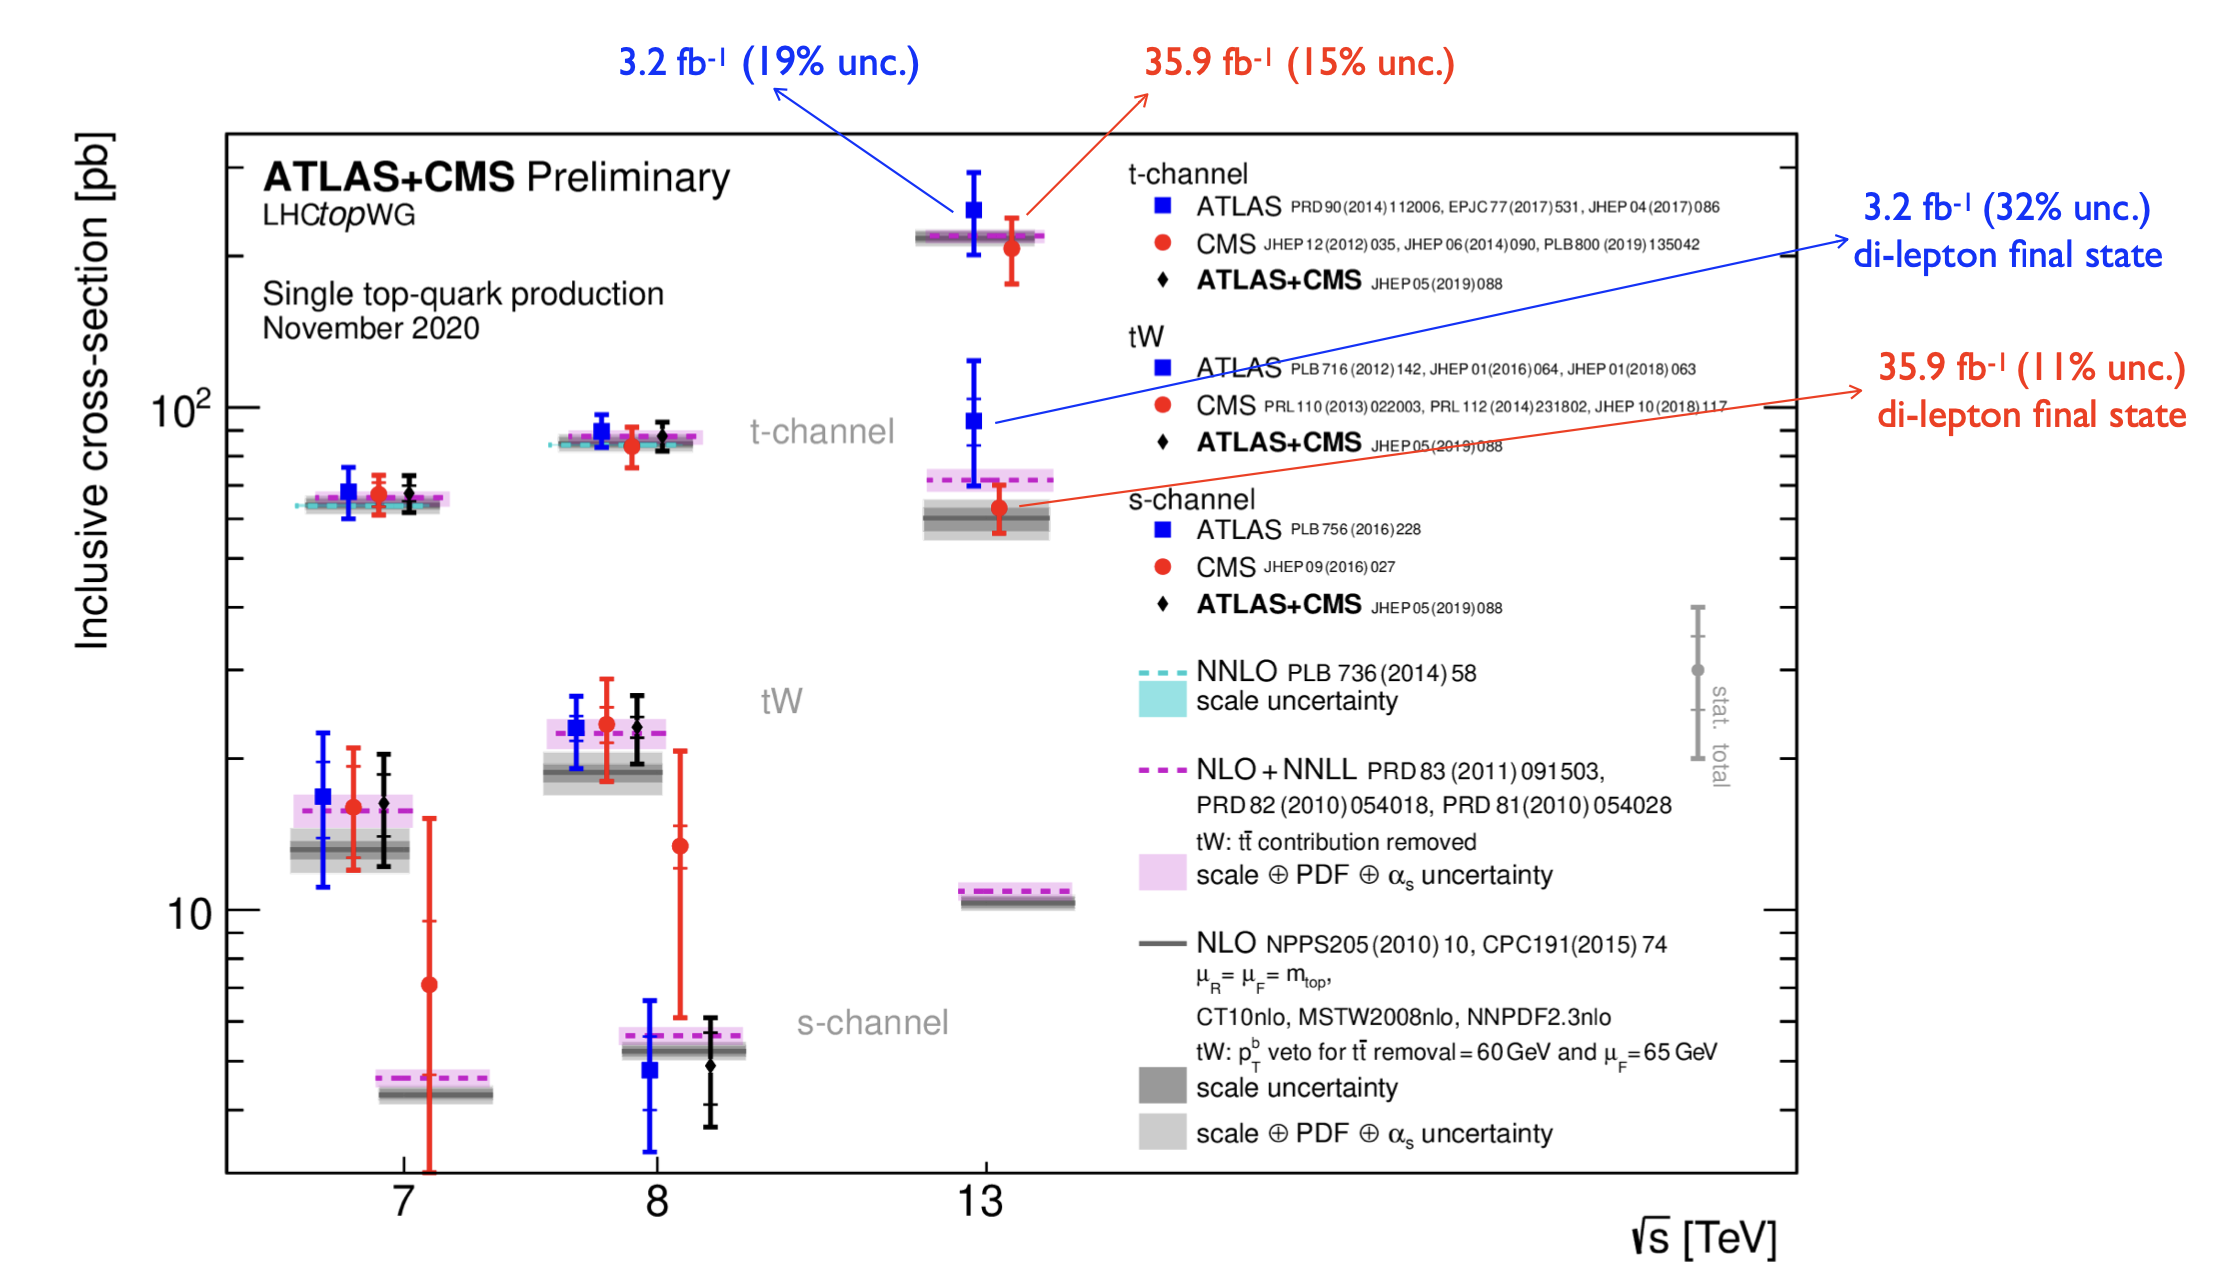 3.2 fb-1 (19% unc.)
35.9 fb-1 (15% unc.)
Inclusive cross-section [pb]
ATLAS+CMS Preliminary
LHCtopWG
Single top-quark production
November 2020
10²
10
t-channel
tW
s-channel
t-channel
ATLAS PRD 90 (2014) 112006, EPJC 77 (2017) 531, JHEP 04 (2017) 086
CMS JHEP 12 (2012) 035, JHEP 06 (2014) 090, PLB 800 (2019) 135042
ATLAS+CMS JHEP 05 (2019) 088
tW
ATLAS PLB 716 (2012) 142, JHEP 01 (2016) 064, JHEP 01 (2018) 063
CMS PRL 110 (2013) 022003, PRL 112 (2014) 231802, JHEP 10 (2018) 117
ATLAS+CMS JHEP 05 (2019) 088
s-channel
ATLAS PLB 756 (2016) 228
CMS JHEP 09 (2016) 027
ATLAS+CMS JHEP 05 (2019) 088
NNLO PLB 736 (2014) 58
scale uncertainty
NLO + NNLL PRD 83 (2011) 091503,
PRD 82 (2010) 054018, PRD 81 (2010) 054028
tW: tt̄ contribution removed
scale ⊕ PDF ⊕ αs uncertainty
NLO NPPS205 (2010) 10, CPC191 (2015) 74
μR = μF = mtop,
CT10nlo, MSTW2008nlo, NNPDF2.3nlo
tW: pTb veto for tt̄ removal = 60 GeV and μF = 65 GeV
scale uncertainty
scale ⊕ PDF ⊕ αs uncertainty
stat. total
7 8 13
√s [TeV]
3.2 fb-1 (32% unc.)
di-lepton final state
35.9 fb-1 (11% unc.)
di-lepton final state